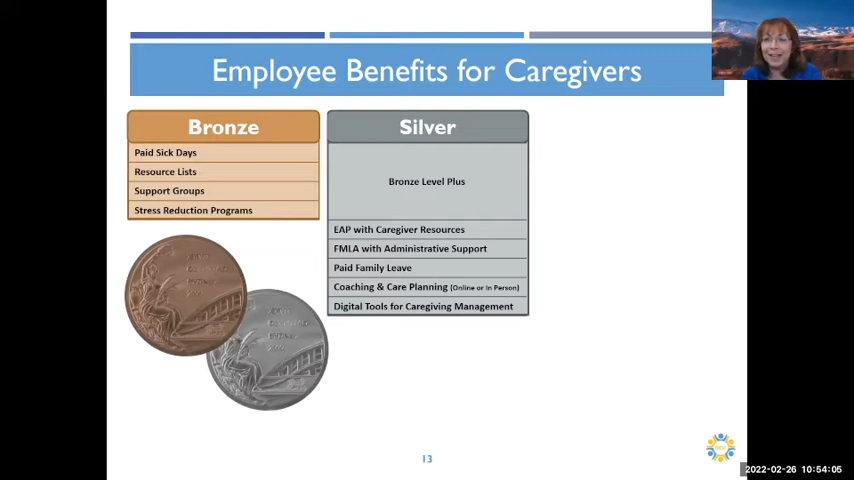 Employee Benefits for Caregivers
Bronze
Paid Sick Days
Resource Lists
Support Groups
Stress Reduction Programs
Silver
Bronze Level Plus
EAP with Caregiver Resources
FMLA with Administrative Support
Paid Family Leave
Coaching & Care Planning (Online or In Person)
Digital Tools for Caregiving Management
13
2022-02-26 10:54:05